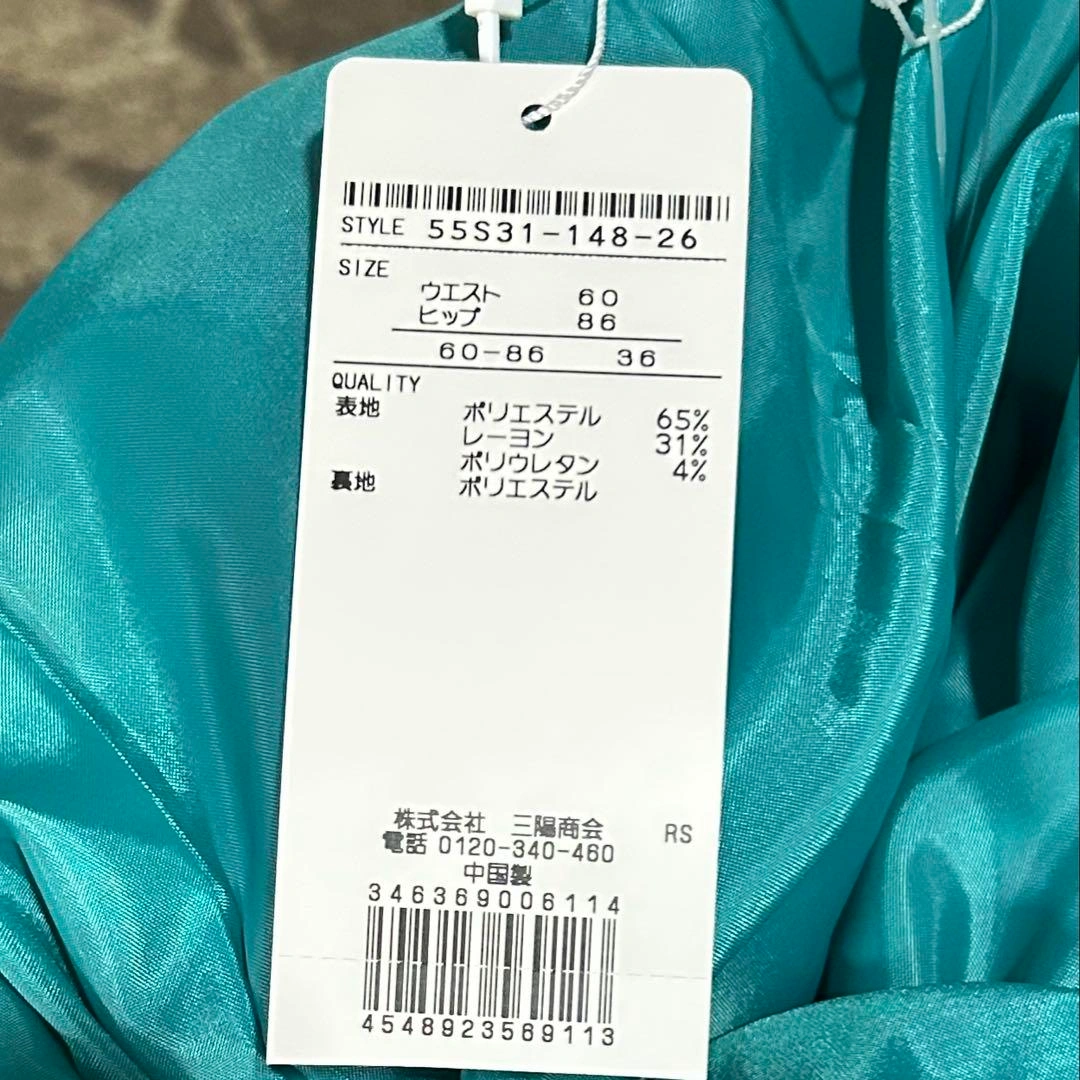 STYLE 55S31-148-26
SIZE
ウエスト 60
ヒップ 86
60-86 36
QUALITY
表地 ポリエステル 65%
レーヨン 31%
ポリウレタン 4%
裏地 ポリエステル
株式会社 三陽商会 RS
電話 0120-340-460
中国製
346369006114
4548923569113